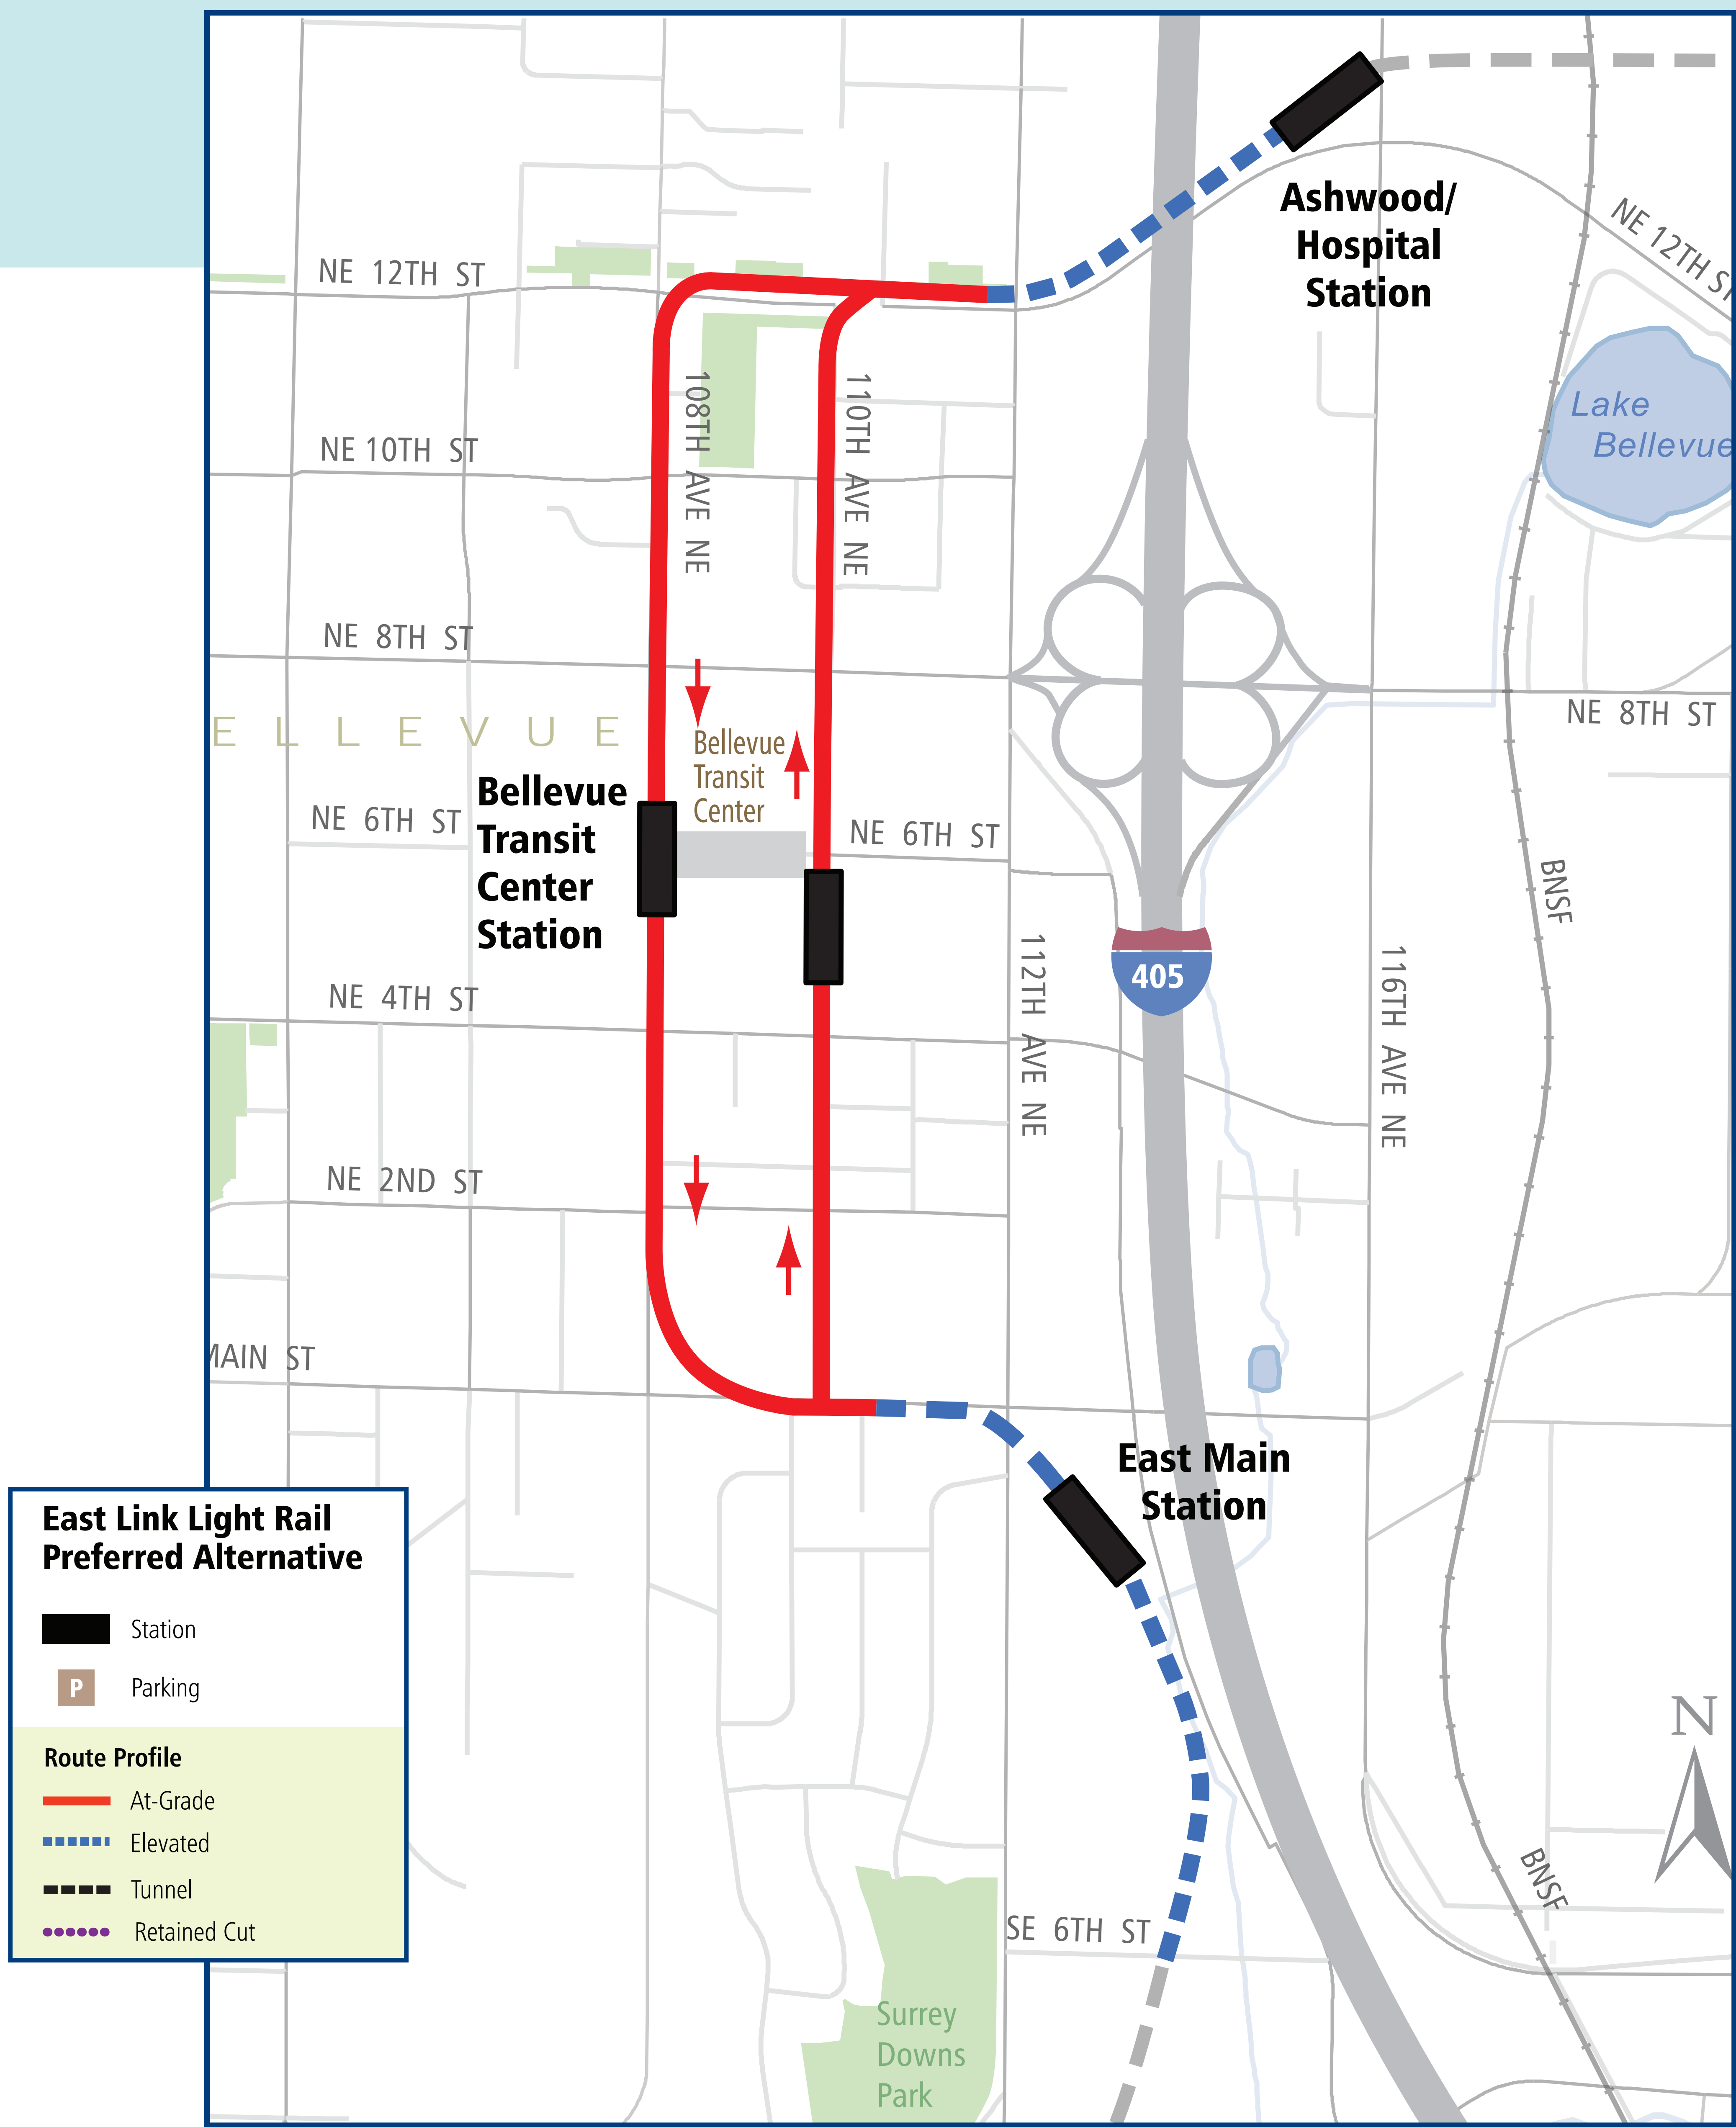 Ashwood/
Hospital
Station
NE 12TH ST
NE 12TH ST
Lake
Bellevue
108TH AVE NE
110TH AVE NE
NE 10TH ST
NE 8TH ST
NE 8TH ST
ELLEVUE
Bellevue
Transit
Center
Bellevue
Transit
Center
Station
NE 6TH ST
NE 6TH ST
BNSF
405
112TH AVE NE
116TH AVE NE
NE 4TH ST
NE 2ND ST
MAIN ST
East Main
Station
East Link Light Rail
Preferred Alternative
Station
P Parking
Route Profile
At-Grade
Elevated
Tunnel
Retained Cut
N
BNSF
SE 6TH ST
Surrey
Downs
Park